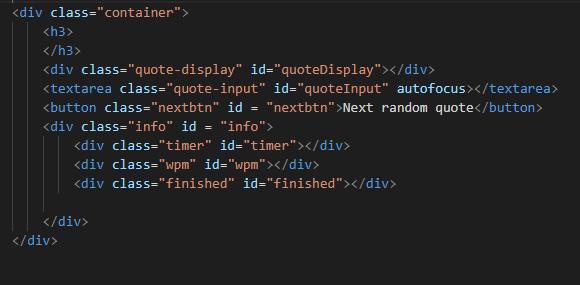 <div class="container">
<h3>
</h3>
<div class="quote-display" id="quoteDisplay"></div>
<textarea class="quote-input" id="quoteInput" autofocus></textarea>
<button class="nextbtn" id = "nextbtn">Next random quote</button>
<div class="info" id = "info">
<div class="timer" id="timer"></div>
<div class="wpm" id="wpm"></div>
<div class="finished" id="finished"></div>
</div>
</div>